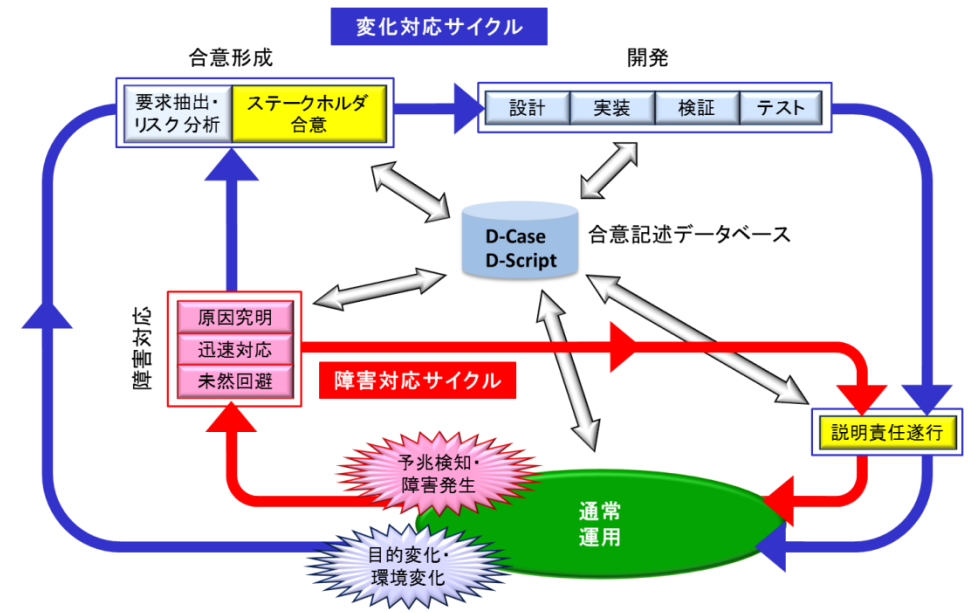 変化対応サイクル
合意形成
開発
要求抽出・
リスク分析
ステークホルダ
合意
設計
実装
検証
テスト
D-Case
D-Script
合意記述データベース
障害対応
原因究明
迅速対応
未然回避
障害対応サイクル
説明責任遂行
予兆検知・
障害発生
通常
運用
目的変化・
環境変化